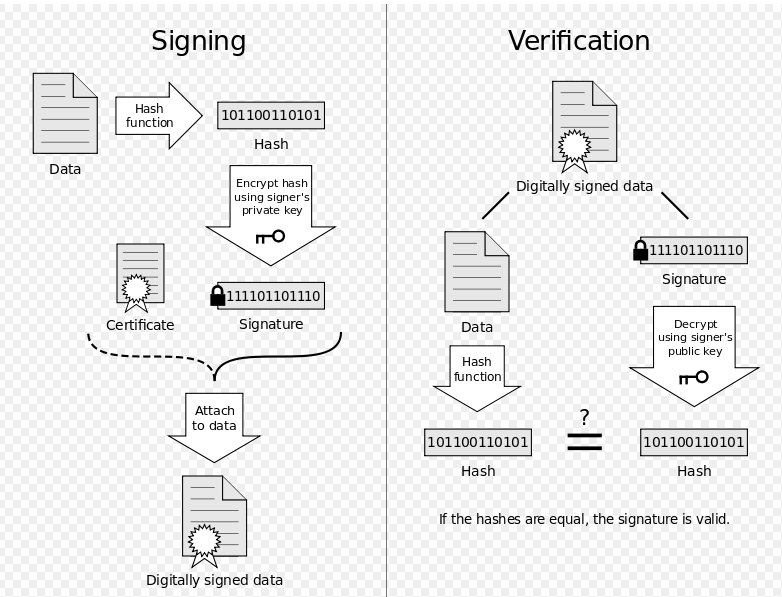 Signing
Data
Hash
function
101100110101
Hash
Encrypt hash
using signer's
private key
Certificate
111101101110
Signature
Attach
to data
Digitally signed data
Verification
Digitally signed data
Data
Hash
function
101100110101
Hash
?
=
111101101110
Signature
Decrypt
using signer's
public key
101100110101
Hash
If the hashes are equal, the signature is valid.